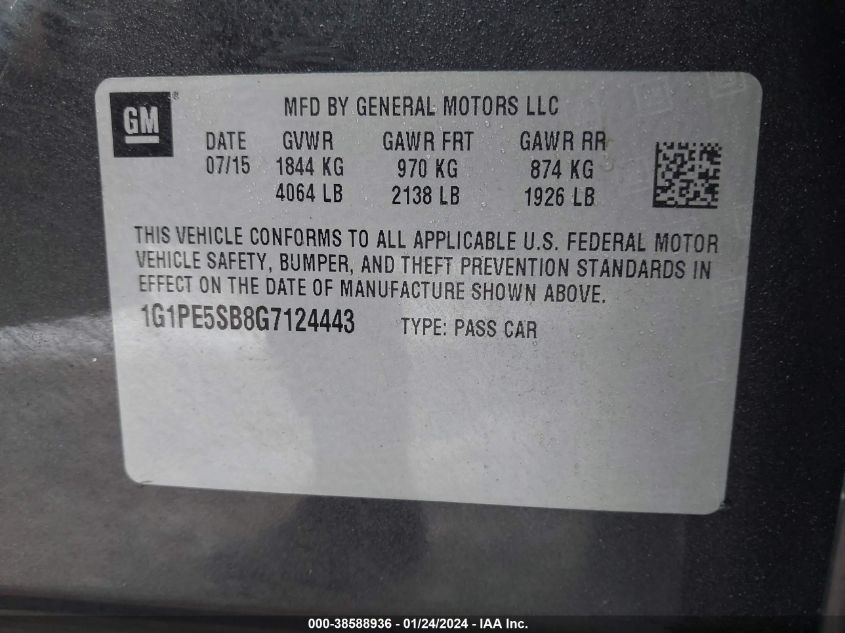 GM®
MFD BY GENERAL MOTORS LLC
DATE GVWR GAWR FRT GAWR RR
07/15 1844 KG 970 KG 874 KG
4064 LB 2138 LB 1926 LB
THIS VEHICLE CONFORMS TO ALL APPLICABLE U.S. FEDERAL MOTOR
VEHICLE SAFETY, BUMPER, AND THEFT PREVENTION STANDARDS IN
EFFECT ON THE DATE OF MANUFACTURE SHOWN ABOVE.
1G1PE5SB8G7124443 TYPE: PASS CAR
000-38588936 - 01/24/2024 - IAA Inc.